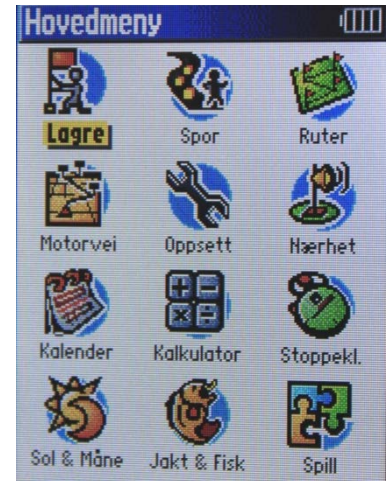 Hovedmeny
Lagre Spor Ruter
Motorvei Oppsett Nærhet
Kalender Kalkulator Stoppekl.
Sol & Måne Jakt & Fisk Spill